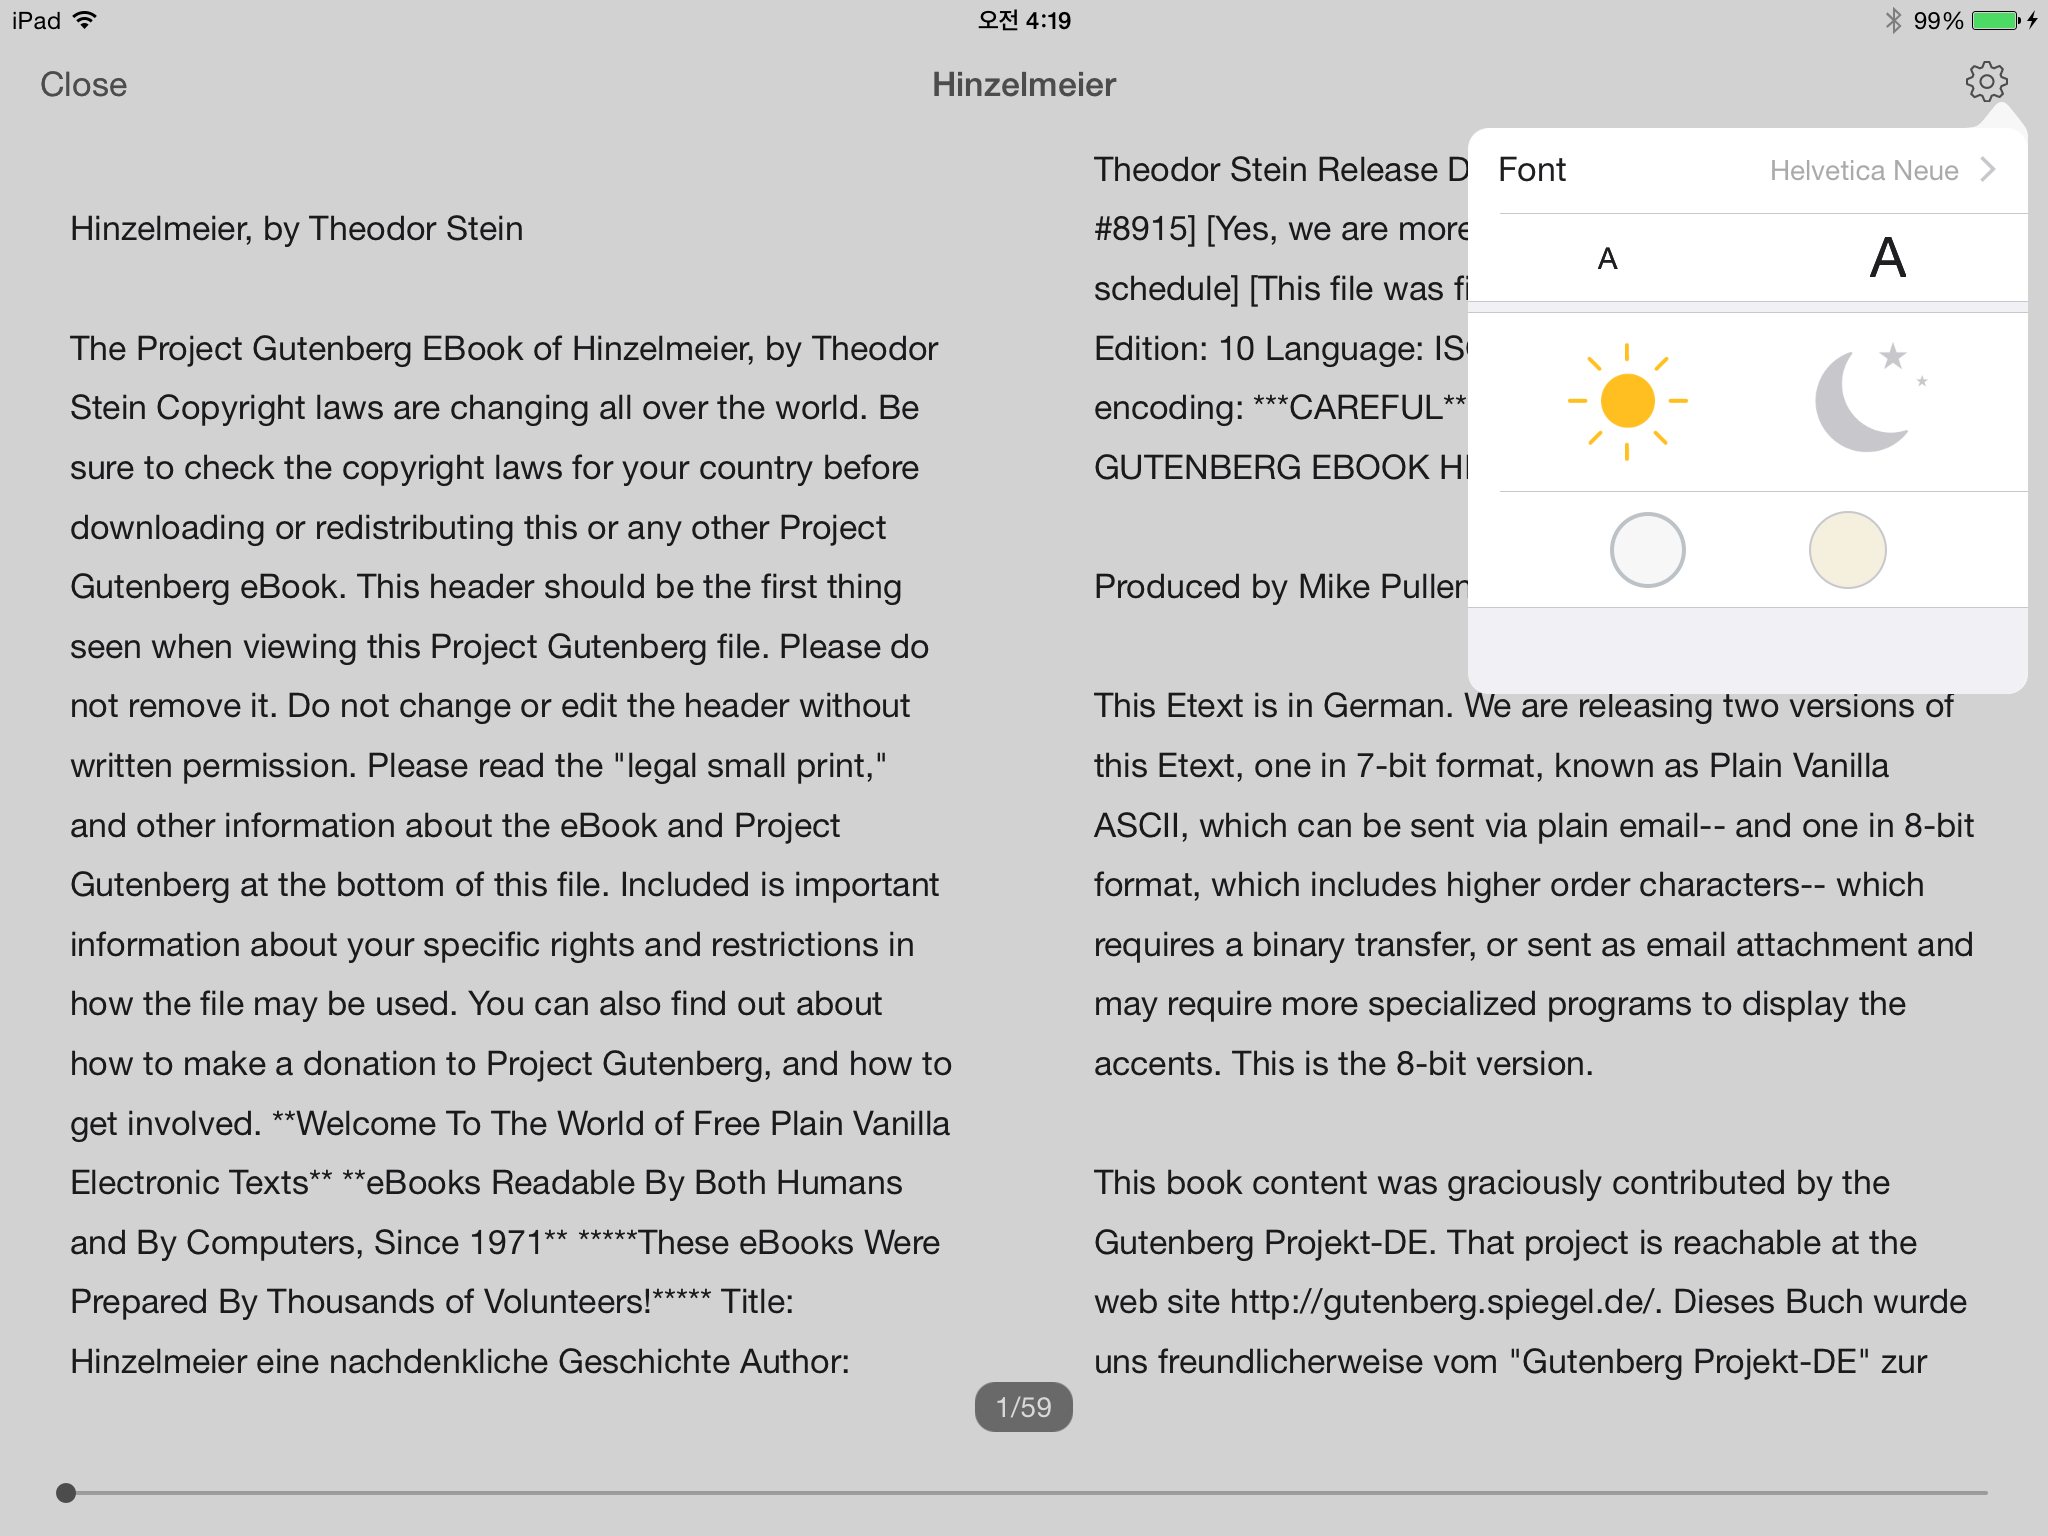 iPad
오전 4:19
99%
Close
Hinzelmeier
Hinzelmeier, by Theodor Stein
The Project Gutenberg EBook of Hinzelmeier, by Theodor
Stein Copyright laws are changing all over the world. Be
sure to check the copyright laws for your country before
downloading or redistributing this or any other Project
Gutenberg eBook. This header should be the first thing
seen when viewing this Project Gutenberg file. Please do
not remove it. Do not change or edit the header without
written permission. Please read the "legal small print,"
and other information about the eBook and Project
Gutenberg at the bottom of this file. Included is important
information about your specific rights and restrictions in
how the file may be used. You can also find out about
how to make a donation to Project Gutenberg, and how to
get involved. **Welcome To The World of Free Plain Vanilla
Electronic Texts** **eBooks Readable By Both Humans
and By Computers, Since 1971** *****These eBooks Were
Prepared By Thousands of Volunteers!***** Title:
Hinzelmeier eine nachdenkliche Geschichte Author:
Theodor Stein Release D
#8915] [Yes, we are more
schedule] [This file was fi
Edition: 10 Language: IS
encoding: ***CAREFUL**
GUTENBERG EBOOK HI
Produced by Mike Pullen
This Etext is in German. We are releasing two versions of
this Etext, one in 7-bit format, known as Plain Vanilla
ASCII, which can be sent via plain email-- and one in 8-bit
format, which includes higher order characters-- which
requires a binary transfer, or sent as email attachment and
may require more specialized programs to display the
accents. This is the 8-bit version.
This book content was graciously contributed by the
Gutenberg Projekt-DE. That project is reachable at the
web site http://gutenberg.spiegel.de/. Dieses Buch wurde
uns freundlicherweise vom "Gutenberg Projekt-DE" zur
Font
Helvetica Neue
A A
1/59